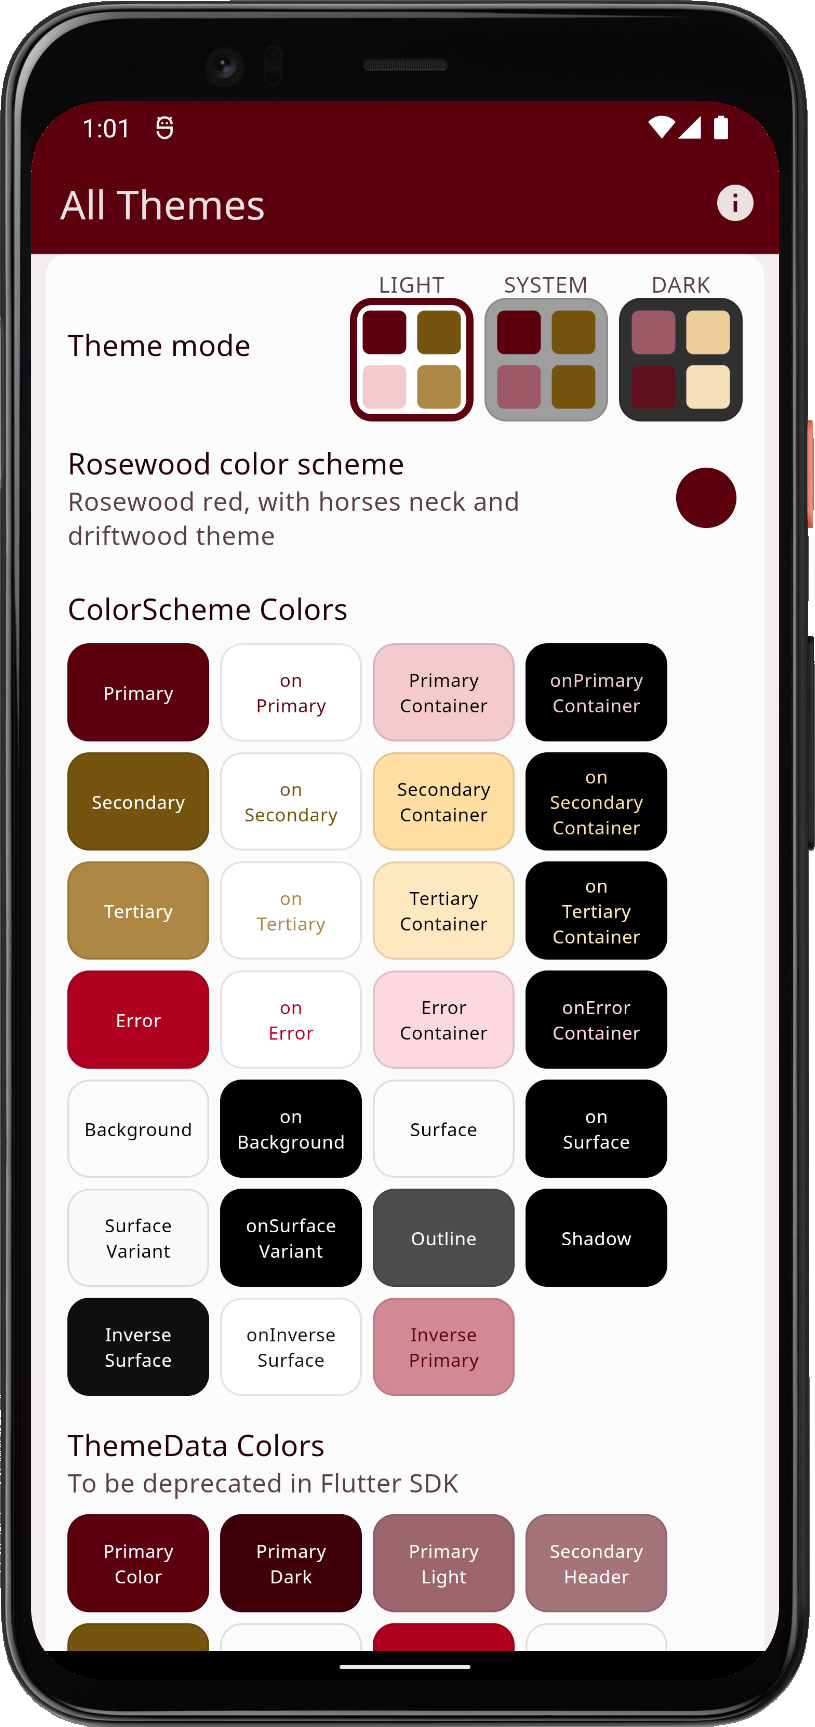 1:01
All Themes
LIGHT
SYSTEM
DARK
Theme mode
Rosewood color scheme
Rosewood red, with horses neck and
driftwood theme
ColorScheme Colors
Primary
on
Primary
Primary
Container
onPrimary
Container
Secondary
on
Secondary
Secondary
Container
on
Secondary
Container
Tertiary
on
Tertiary
Tertiary
Container
on
Tertiary
Container
Error
on
Error
Error
Container
onError
Container
Background
on
Background
Surface
on
Surface
Surface
Variant
onSurface
Variant
Outline
Shadow
Inverse
Surface
onInverse
Surface
Inverse
Primary
ThemeData Colors
To be deprecated in Flutter SDK
Primary
Color
Primary
Dark
Primary
Light
Secondary
Header